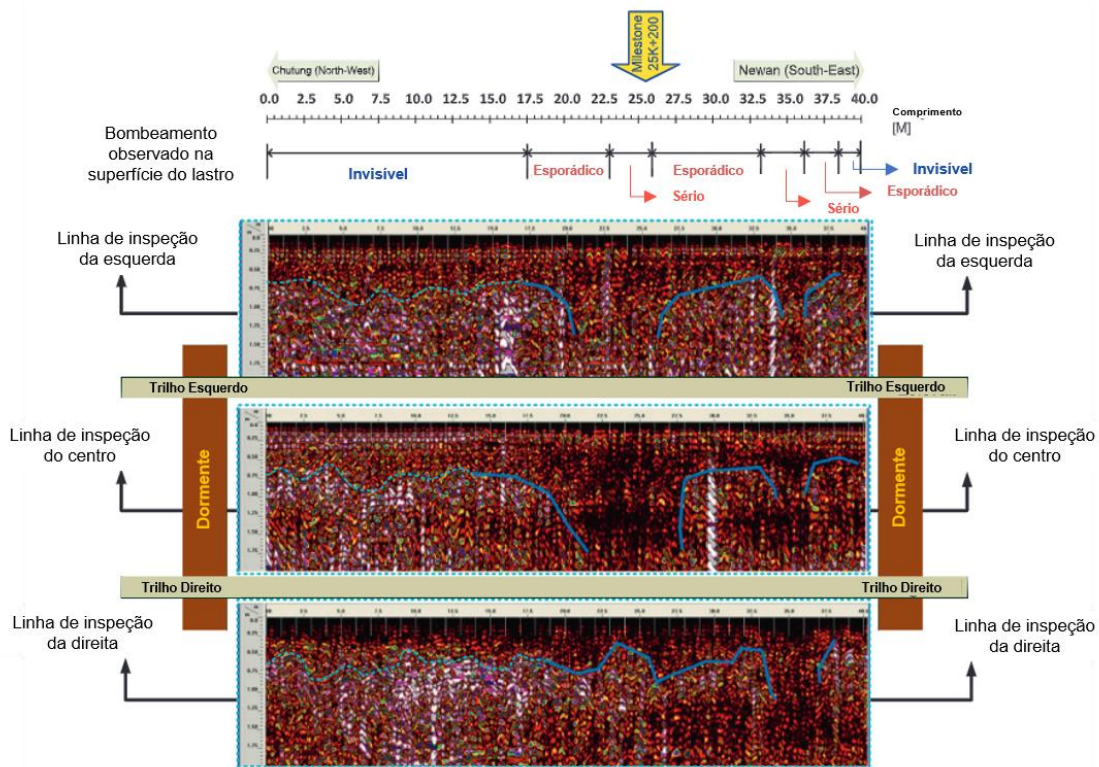 Milestone
25K+200
Chutung (North-West)
Newan (South-East)
0.0 2.5 5.0 7.5 10.0 12.5 15.0 17.5 20.0 22.5 25.0 27.5 30.0 32.5 35.0 37.5 40.0
Comprimento
[M]
Bombeamento
observado na
superfície do lastro
Invisível
Esporádico
Sério
Esporádico
Sério
Esporádico
Invisível
Linha de inspeção
da esquerda
Linha de inspeção
da esquerda
Trilho Esquerdo
Trilho Esquerdo
Linha de inspeção
do centro
Linha de inspeção
do centro
Dormente
Dormente
Trilho Direito
Trilho Direito
Linha de inspeção
da direita
Linha de inspeção
da direita